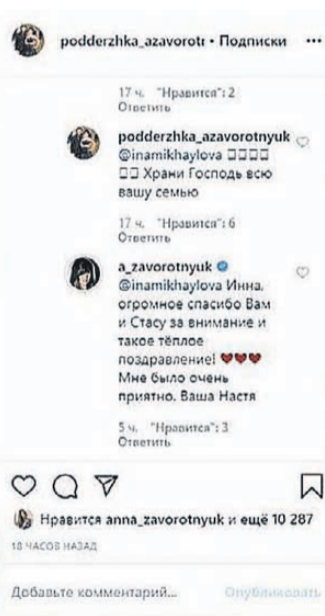 podderzhka_azavorotr • Подписки •••
17 ч. "Нравится": 2
Ответить
podderzhka_azavorotnyuk
@inamikhaylova □□□□
□□ Храни Господь всю
вашу семью
17 ч. "Нравится": 6
Ответить
a_zavorotnyuk
@inamikhaylova Инна,
огромное спасибо Вам
и Стасу за внимание и
такое тёплое
поздравление! ❤❤❤
Мне было очень
приятно. Ваша Настя
5 ч. "Нравится": 3
Ответить
Нравится anna_zavorotnyuk и ещё 10 287
18 ЧАСОВ НАЗАД
Добавьте комментарий... Опубликовать